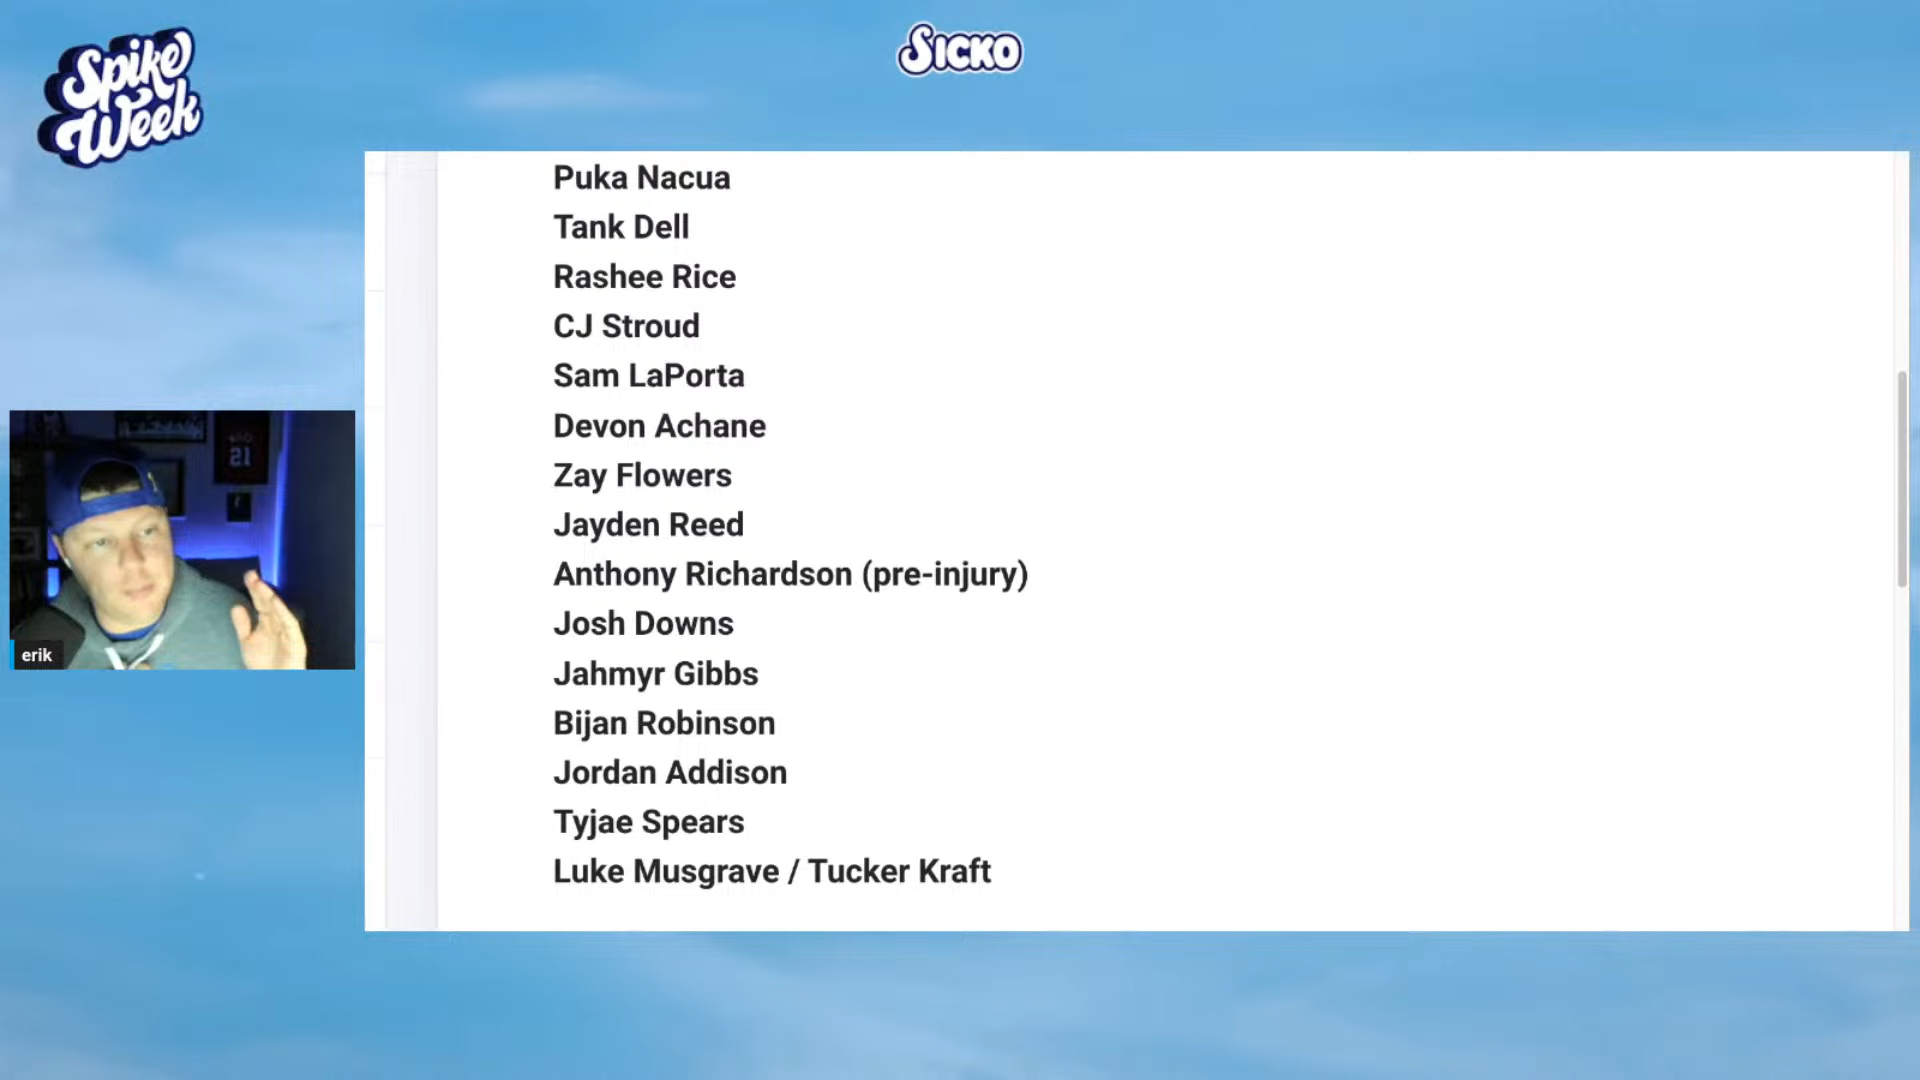 Spike
Week
SICKO
Puka Nacua
Tank Dell
Rashee Rice
CJ Stroud
Sam LaPorta
Devon Achane
Zay Flowers
Jayden Reed
Anthony Richardson (pre-injury)
Josh Downs
Jahmyr Gibbs
Bijan Robinson
Jordan Addison
Tyjae Spears
Luke Musgrave / Tucker Kraft
21
erik